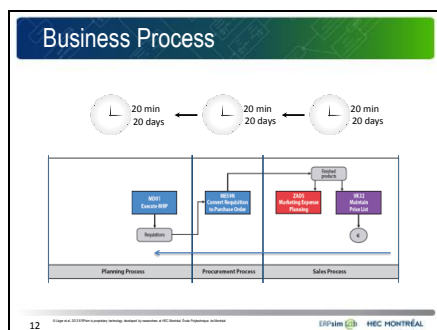 Business Process
20 min
20 days
20 min
20 days
20 min
20 days
MD01
Execute MRP
Requisitions
ME59N
Convert Requisition
to Purchase Order
Finished
products
ZADS
Marketing Expense
Planning
VK32
Maintain
Price List
€
Planning Process
Procurement Process
Sales Process
12
ERPsim Lab
HEC MONTRÉAL